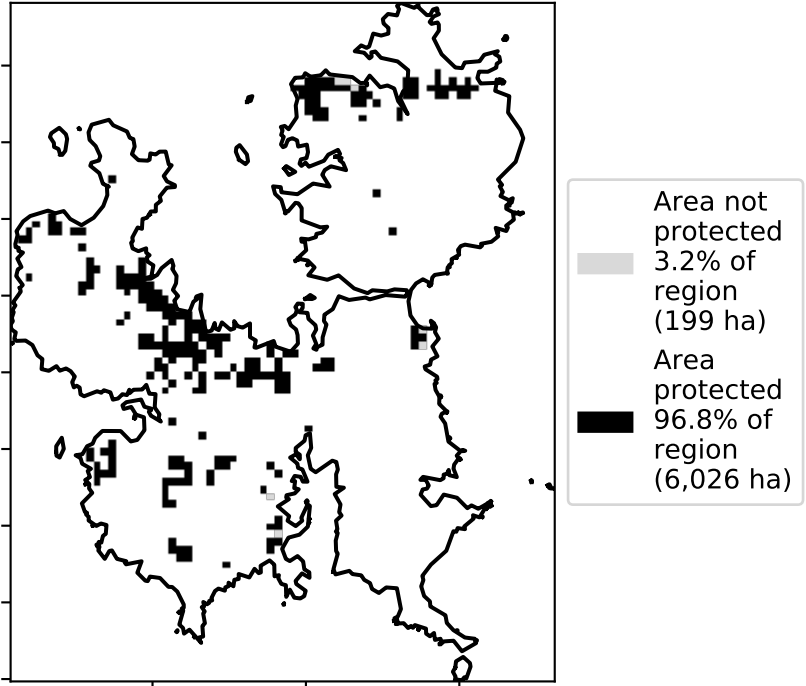 Area not
protected
3.2% of
region
(199 ha)
Area
protected
96.8% of
region
(6,026 ha)